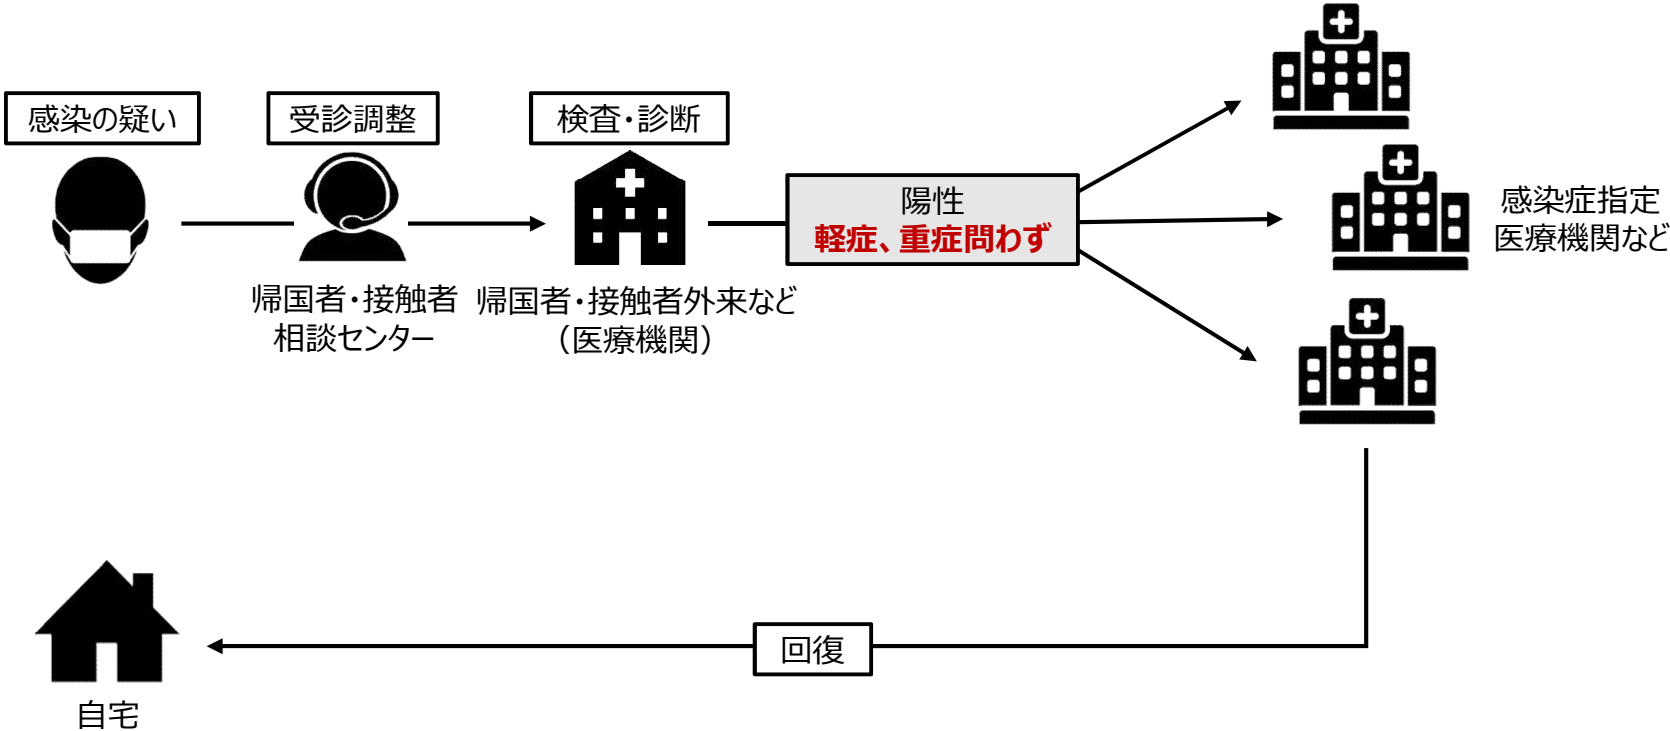 感染の疑い
受診調整
検査・診断
陽性
軽症、重症問わず
感染症指定
医療機関など
帰国者・接触者
相談センター
帰国者・接触者外来など
（医療機関）
回復
自宅